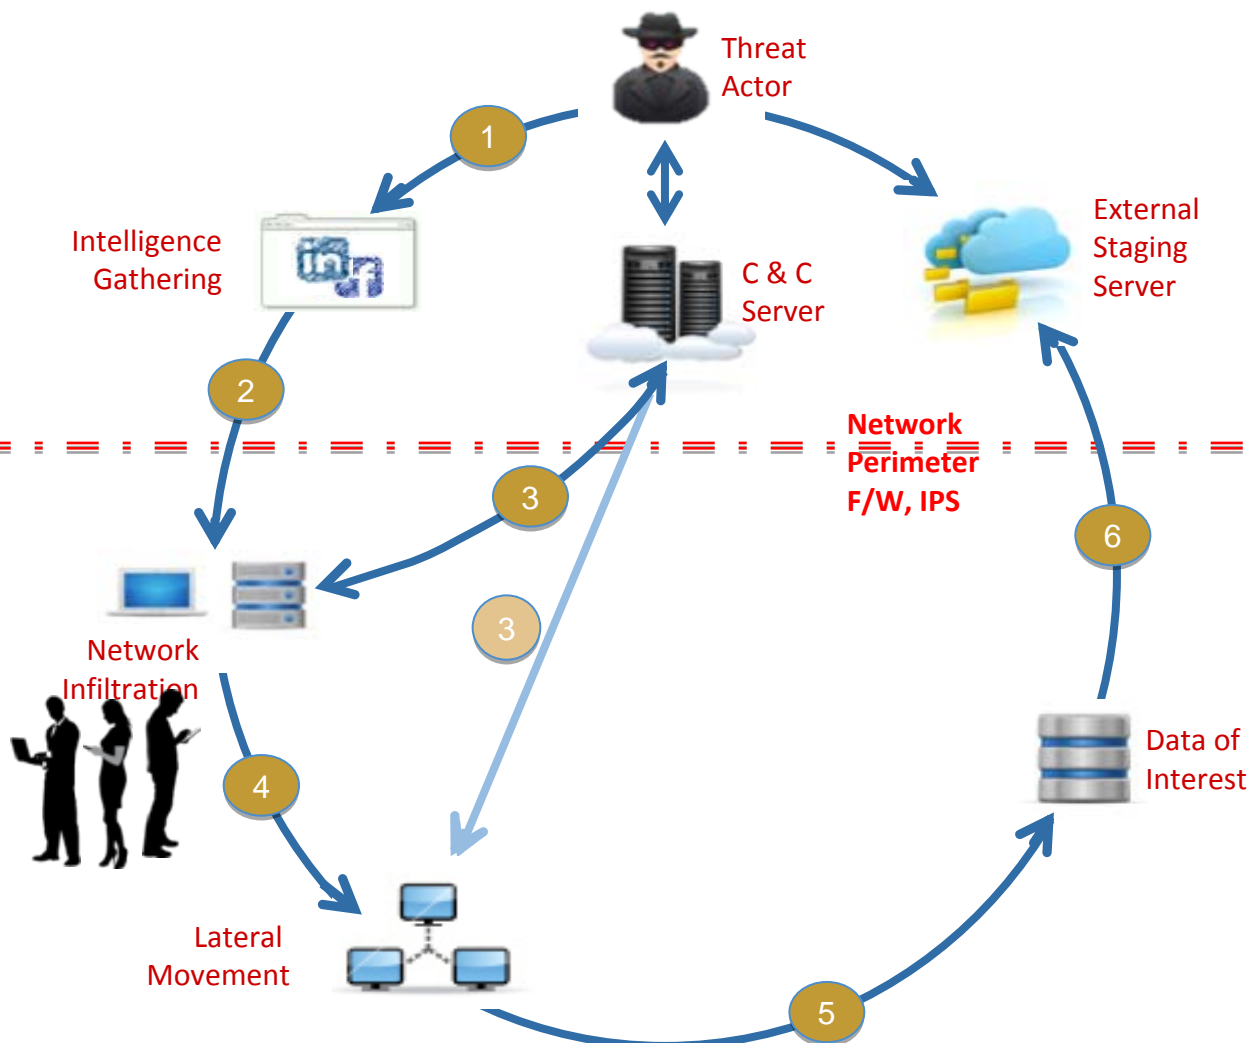 Threat
Actor
1
Intelligence
Gathering
in f
C & C
Server
External
Staging
Server
2
Network
Perimeter
F/W, IPS
3
3
6
Network
Infiltration
4
Data of
Interest
Lateral
Movement
5